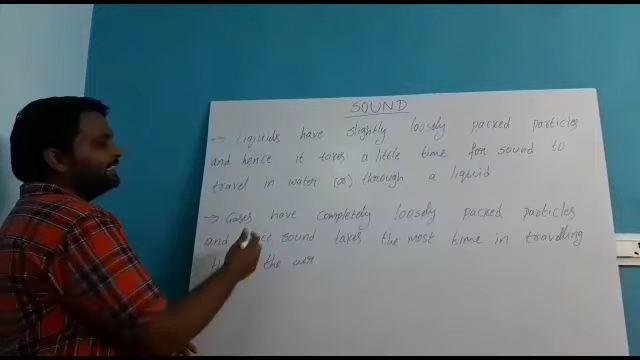 SOUND
→ Liquids have slightly loosely packed particles
and hence it takes a little time for sound to
travel in water (or) through a liquid
→ Gases have completely loosely packed particles
and sound takes the most time in travelling
the air